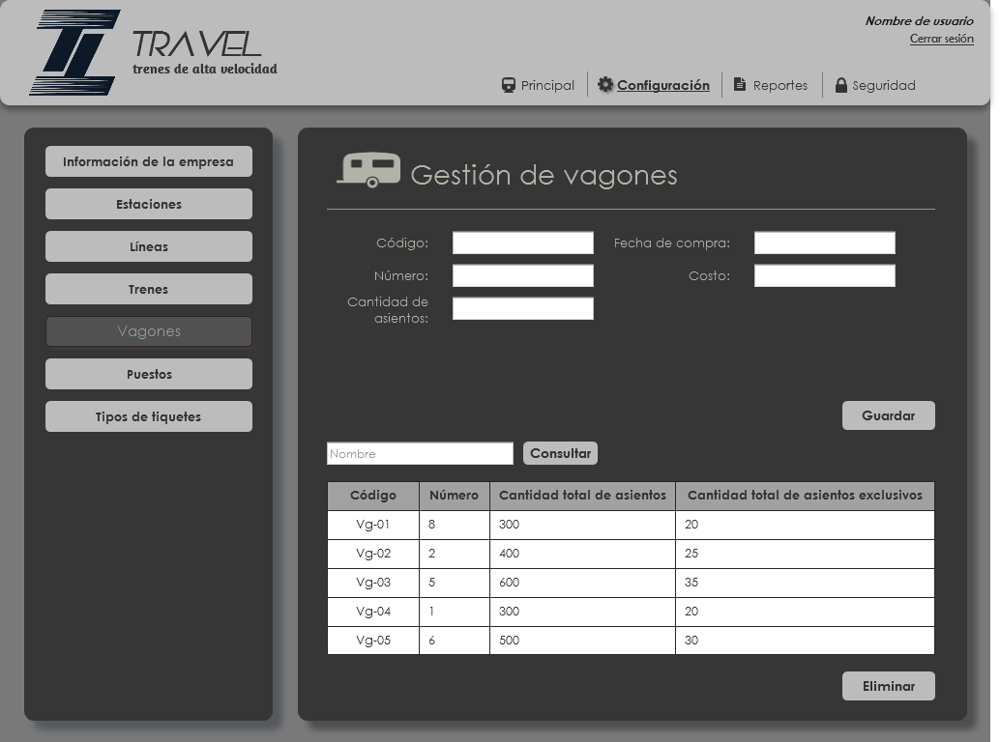 TRAVEL
trenes de alta velocidad
Nombre de usuario
Cerrar sesión
Principal
Configuración
Reportes
Seguridad
Información de la empresa
Estaciones
Líneas
Trenes
Vagones
Puestos
Tipos de tiquetes
Gestión de vagones
Código:
Fecha de compra:
Número:
Costo:
Cantidad de
asientos:
Guardar
Nombre
Consultar
Código Número Cantidad total de asientos Cantidad total de asientos exclusivos
Vg-01 8 300 20
Vg-02 2 400 25
Vg-03 5 600 35
Vg-04 1 300 20
Vg-05 6 500 30
Eliminar